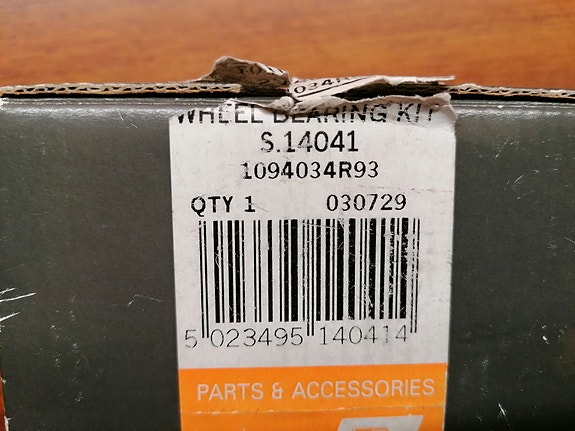 WHEEL BEARING KIT
S.14041
1094034R93
QTY 1 030729
5 023495 140414
PARTS & ACCESSORIES